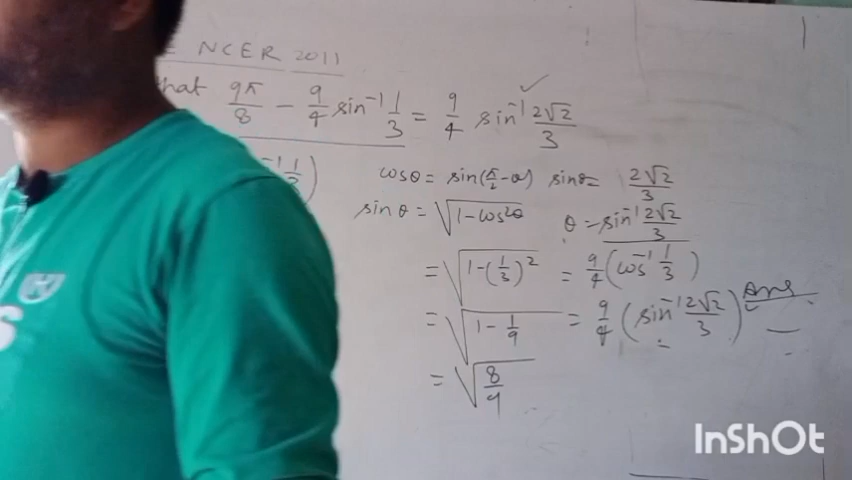 NCER 2011
that 9π/8 − 9/4 sin⁻¹ 1/3 = 9/4 sin⁻¹ 2√2/3 ✓
cosθ = sin(π/2−θ) sinθ = 2√2/3
sinθ = √(1−cos²θ) θ = sin⁻¹ 2√2/3
= √(1−(1/3)²) = 9/4 (cos⁻¹ 1/3)
= √(1 − 1/9) = 9/4 (sin⁻¹ 2√2/3) Ans
= √(8/9)
InShOt